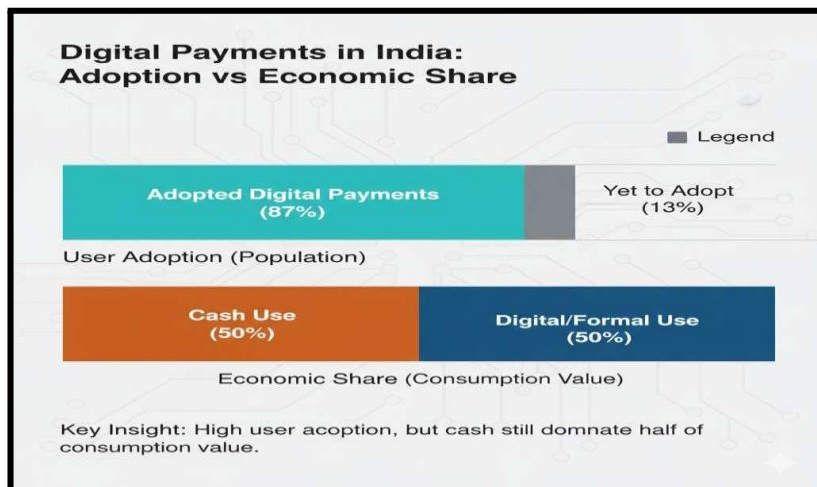 Digital Payments in India:
Adoption vs Economic Share
Legend
Adopted Digital Payments
(87%)
Yet to Adopt
(13%)
User Adoption (Population)
Cash Use
(50%)
Digital/Formal Use
(50%)
Economic Share (Consumption Value)
Key Insight: High user acoption, but cash still domnate half of
consumption value.